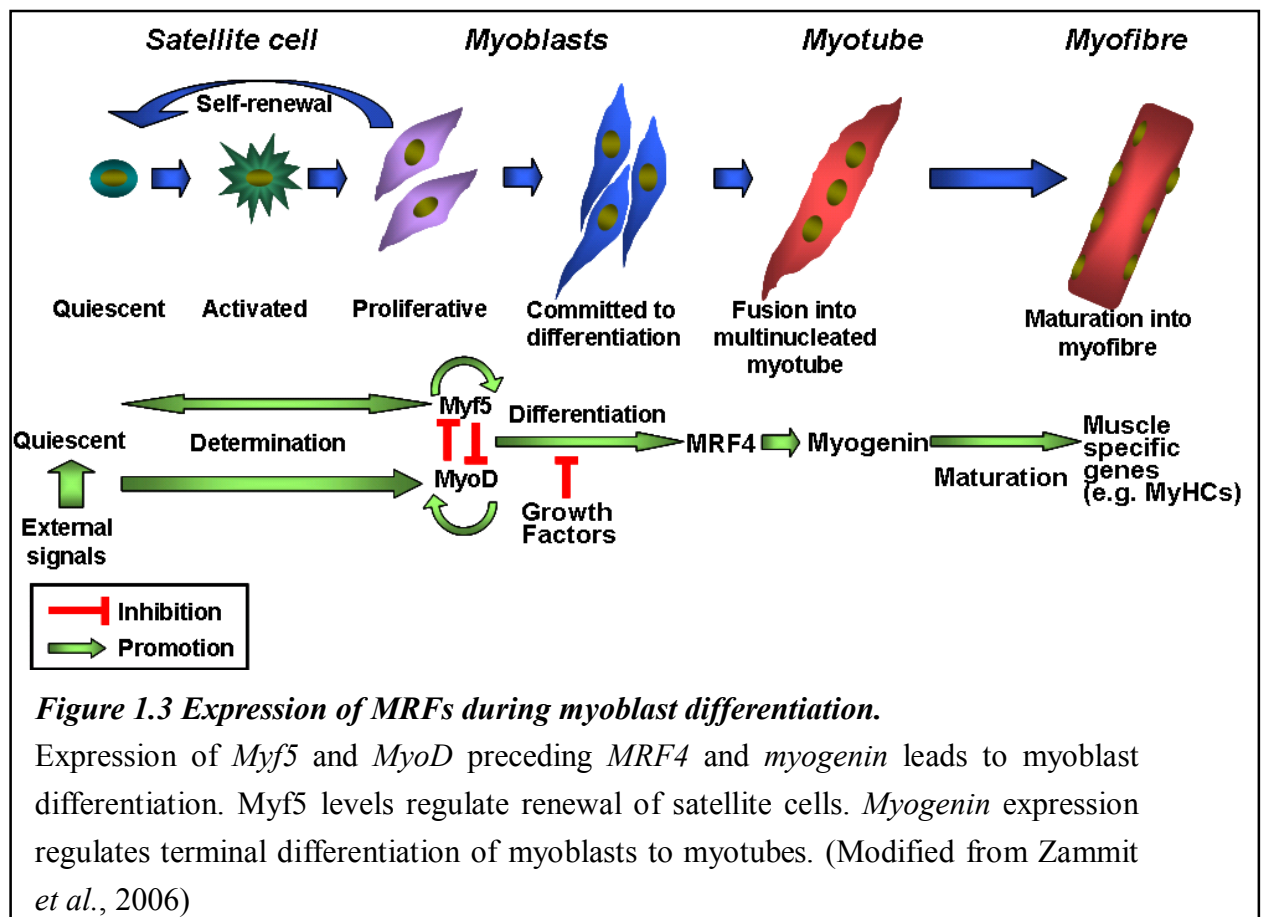 Satellite cell Myoblasts Myotube Myofibre
Self-renewal
Quiescent Activated Proliferative
Committed to
differentiation
Fusion into
multinucleated
myotube
Maturation into
myofibre
Myf5
Differentiation
Quiescent
Determination
MyoD
MRF4
Myogenin
Maturation
Muscle
specific
genes
(e.g. MyHCs)
Growth
Factors
External
signals
Inhibition
Promotion
Figure 1.3 Expression of MRFs during myoblast differentiation.
Expression of Myf5 and MyoD preceding MRF4 and myogenin leads to myoblast
differentiation. Myf5 levels regulate renewal of satellite cells. Myogenin expression
regulates terminal differentiation of myoblasts to myotubes. (Modified from Zammit
et al., 2006)